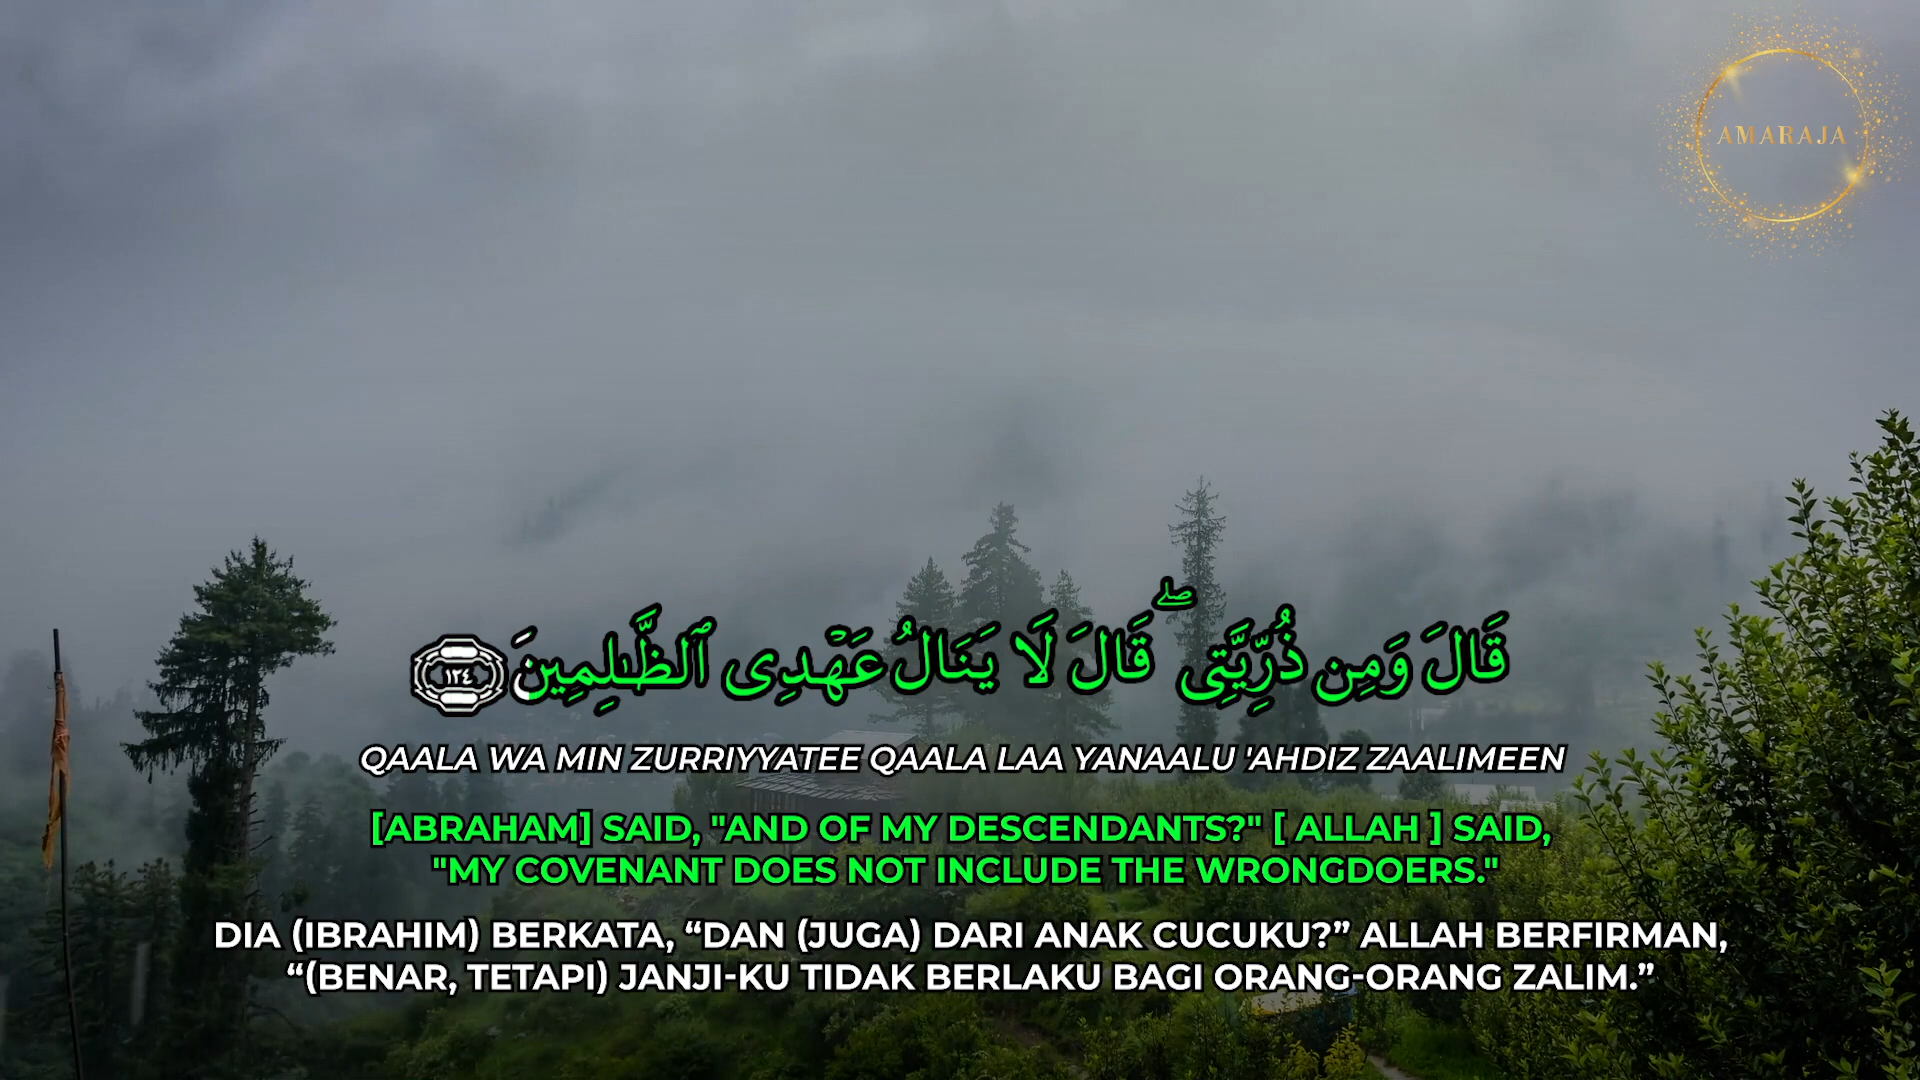 AMARAJA
قَالَ وَمِن ذُرِّيَّتِى ۖ قَالَ لَا يَنَالُ عَهْدِى ٱلظَّـٰلِمِينَ ١٢٤
QAALA WA MIN ZURRIYYATEE QAALA LAA YANAALU 'AHDIZ ZAALIMEEN
[ABRAHAM] SAID, "AND OF MY DESCENDANTS?" [ ALLAH ] SAID,
"MY COVENANT DOES NOT INCLUDE THE WRONGDOERS."
DIA (IBRAHIM) BERKATA, “DAN (JUGA) DARI ANAK CUCUKU?” ALLAH BERFIRMAN,
“(BENAR, TETAPI) JANJI-KU TIDAK BERLAKU BAGI ORANG-ORANG ZALIM.”